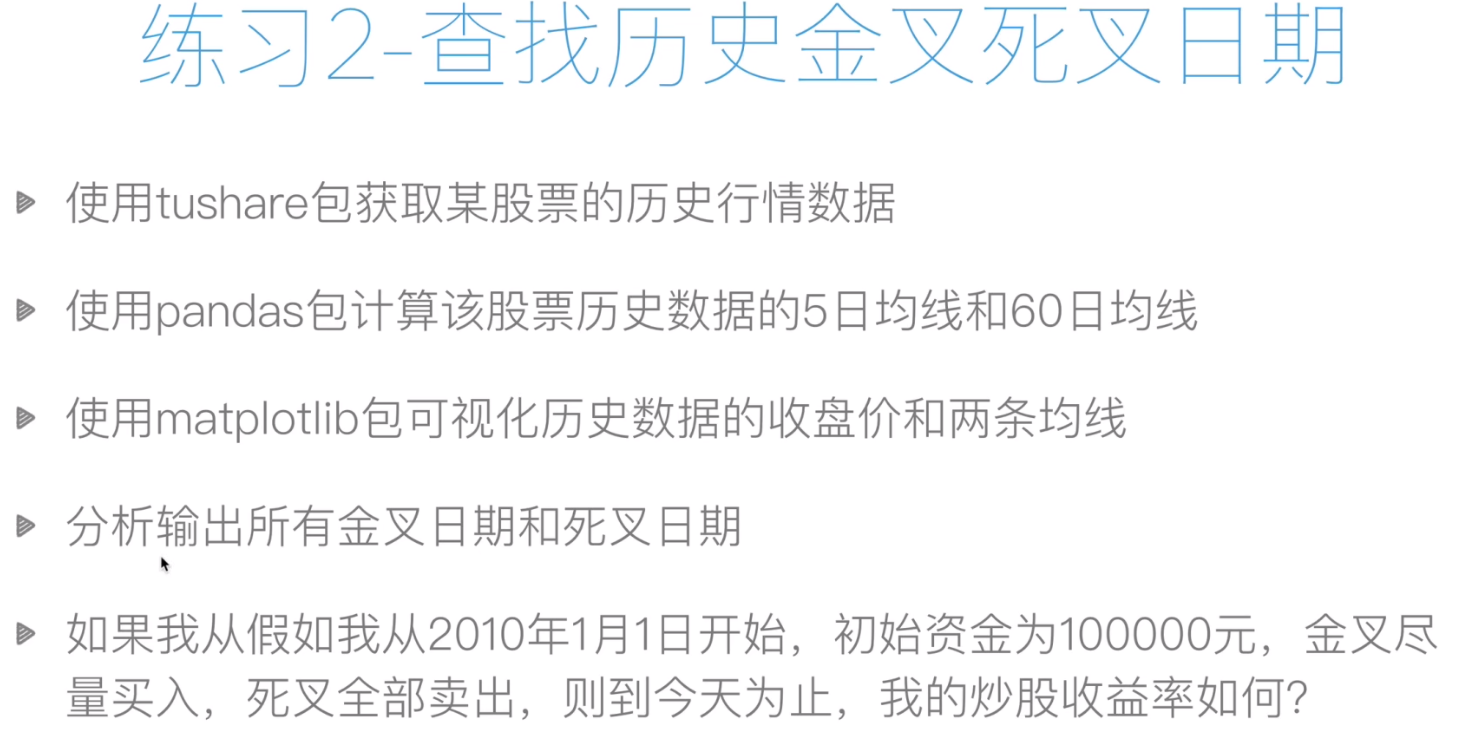 练习2-查找历史金叉死叉日期
使用tushare包获取某股票的历史行情数据
使用pandas包计算该股票历史数据的5日均线和60日均线
使用matplotlib包可视化历史数据的收盘价和两条均线
分析输出所有金叉日期和死叉日期
如果我从假如我从2010年1月1日开始，初始资金为100000元，金叉尽
量买入，死叉全部卖出，则到今天为止，我的炒股收益率如何？